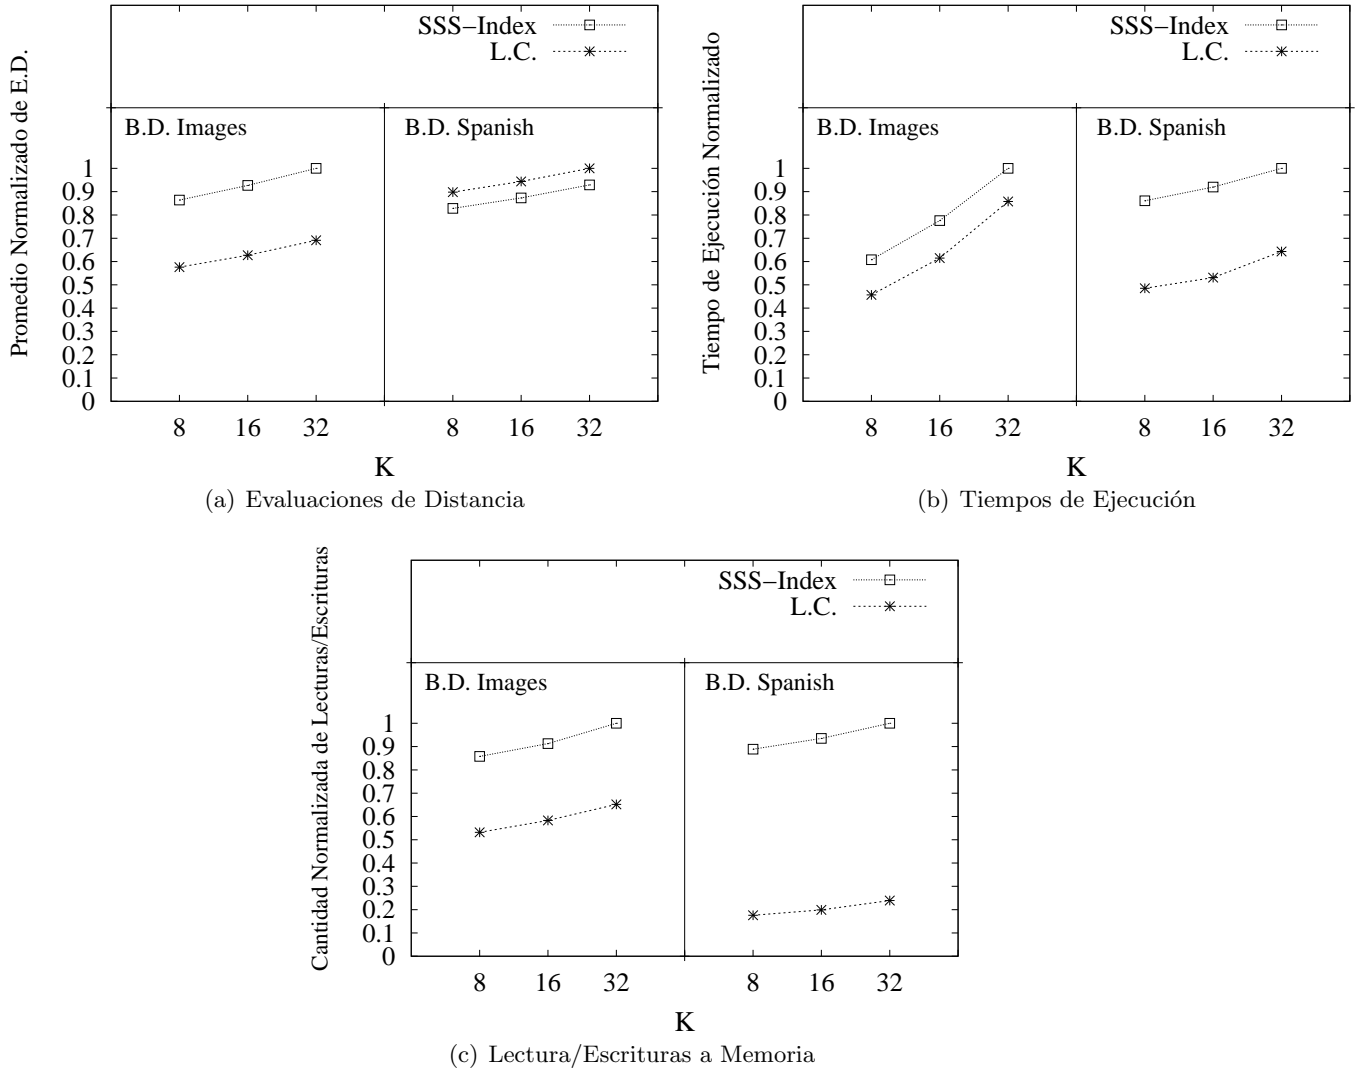 SSS-Index
L.C.
Promedio Normalizado de E.D.
B.D. Images
B.D. Spanish
1
0.9
0.8
0.7
0.6
0.5
0.4
0.3
0.2
0.1
0
8 16 32 8 16 32
K
(a) Evaluaciones de Distancia
SSS-Index
L.C.
Tiempo de Ejecución Normalizado
B.D. Images
B.D. Spanish
1
0.9
0.8
0.7
0.6
0.5
0.4
0.3
0.2
0.1
0
8 16 32 8 16 32
K
(b) Tiempos de Ejecución
SSS-Index
L.C.
Cantidad Normalizada de Lecturas/Escrituras
B.D. Images
B.D. Spanish
1
0.9
0.8
0.7
0.6
0.5
0.4
0.3
0.2
0.1
0
8 16 32 8 16 32
K
(c) Lectura/Escrituras a Memoria